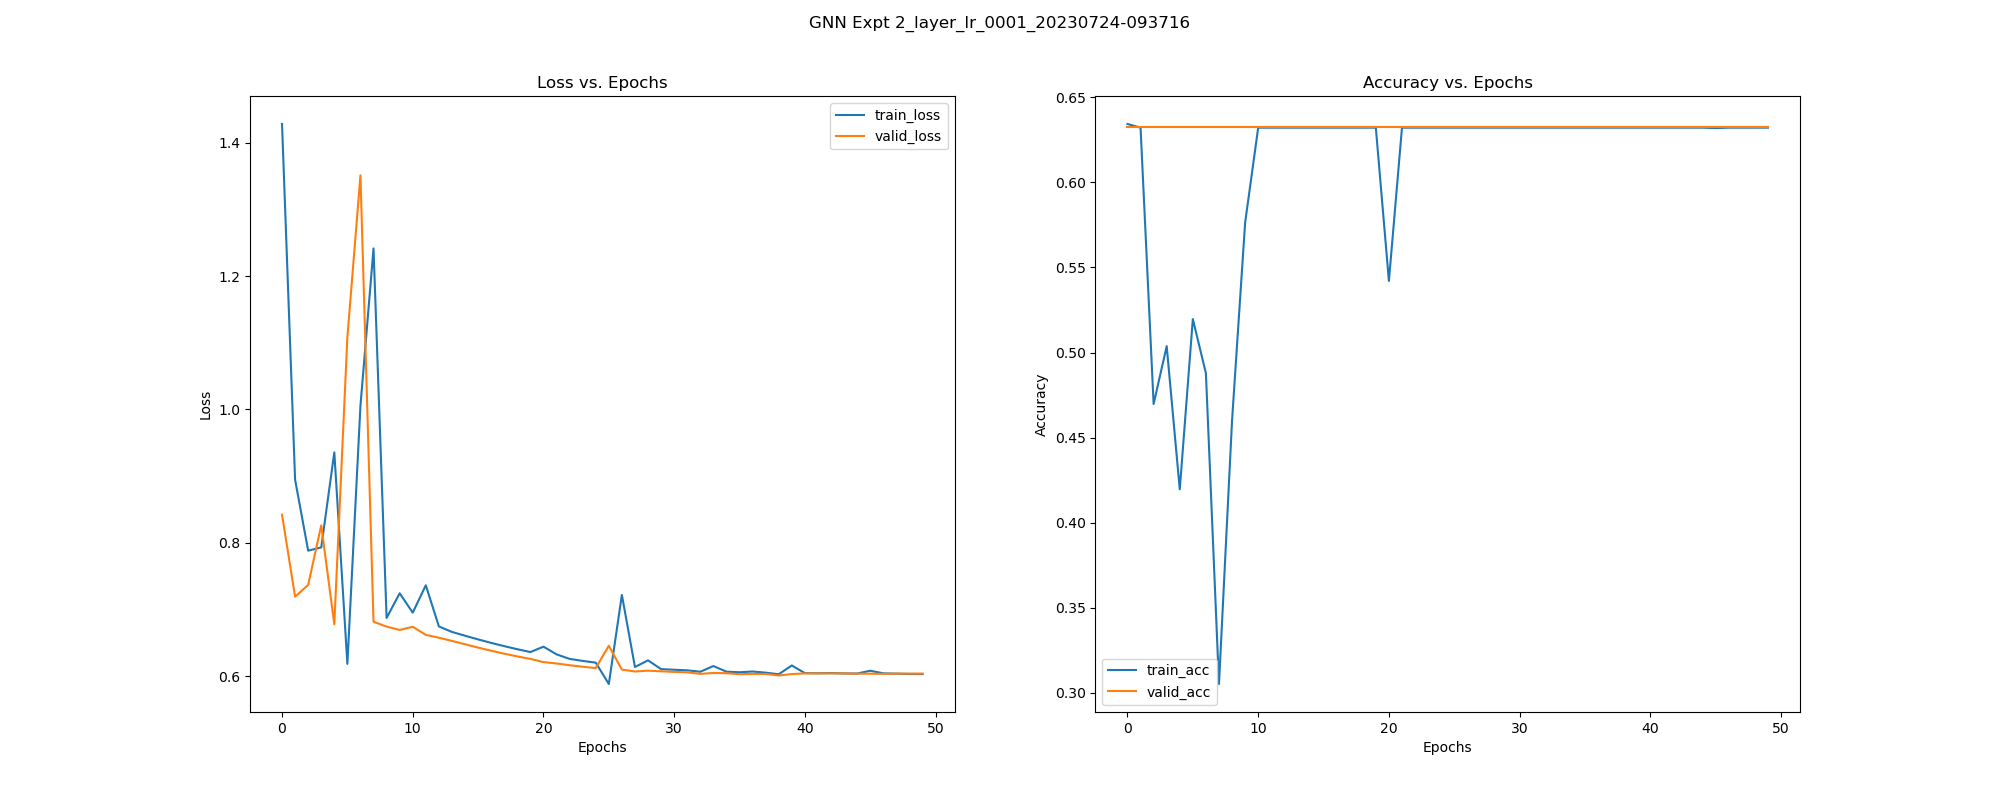 GNN Expt 2_layer_lr_0001_20230724-093716
Loss vs. Epochs
train_loss
valid_loss
1.4
1.2
1.0
0.8
0.6
Loss
0
10
20
30
40
50
Epochs
Accuracy vs. Epochs
0.65
0.60
0.55
0.50
0.45
0.40
0.35
0.30
Accuracy
train_acc
valid_acc
0
10
20
30
40
50
Epochs